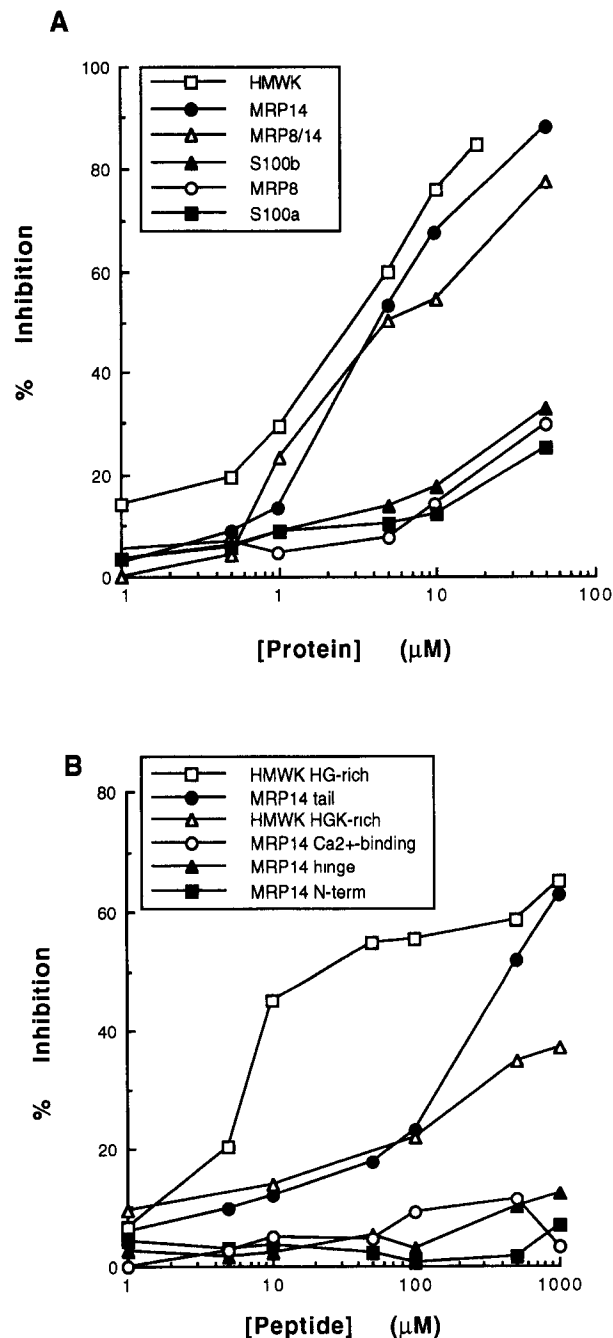 A
100
80
60
40
20
0
% Inhibition
HMWK
MRP14
MRP8/14
S100b
MRP8
S100a
1
1
10
100
[Protein] (μM)
B
80
60
40
20
0
% Inhibition
HMWK HG-rich
MRP14 tail
HMWK HGK-rich
MRP14 Ca2+-binding
MRP14 hinge
MRP14 N-term
1
10
100
1000
[Peptide] (μM)